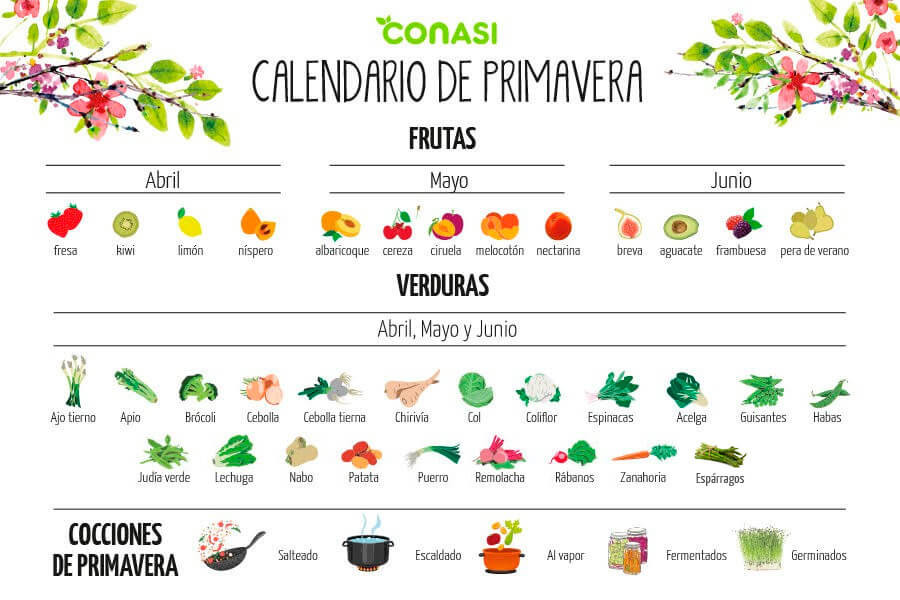 CONASI
CALENDARIO DE PRIMAVERA
FRUTAS
Abril Mayo Junio
fresa kiwi limón níspero albaricoque cereza ciruela melocotón nectarina breva aguacate frambuesa pera de verano
VERDURAS
Abril, Mayo y Junio
Ajo tierno Apio Brócoli Cebolla Cebolla tierna Chirivía Col Coliflor Espinacas Acelga Guisantes Habas
Judía verde Lechuga Nabo Patata Puerro Remolacha Rábanos Zanahoria Espárragos
COCCIONES
DE PRIMAVERA
Salteado Escaldado Al vapor Fermentados Germinados